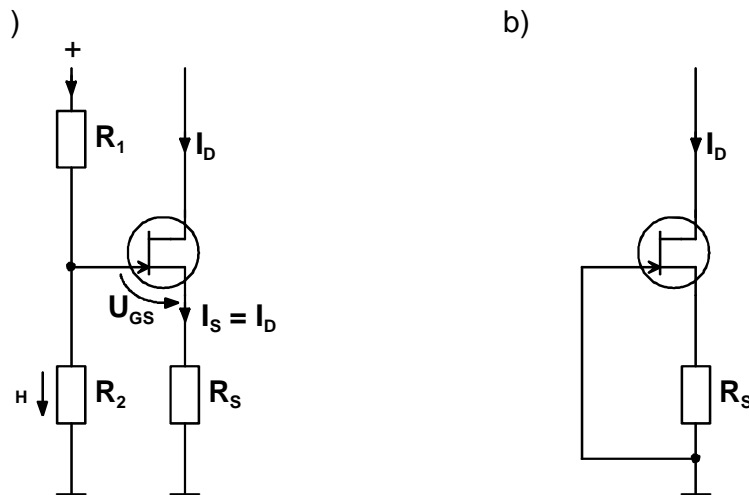 )
b)
+
R1
ID
ID
UGS
IS = ID
H
R2
RS
RS